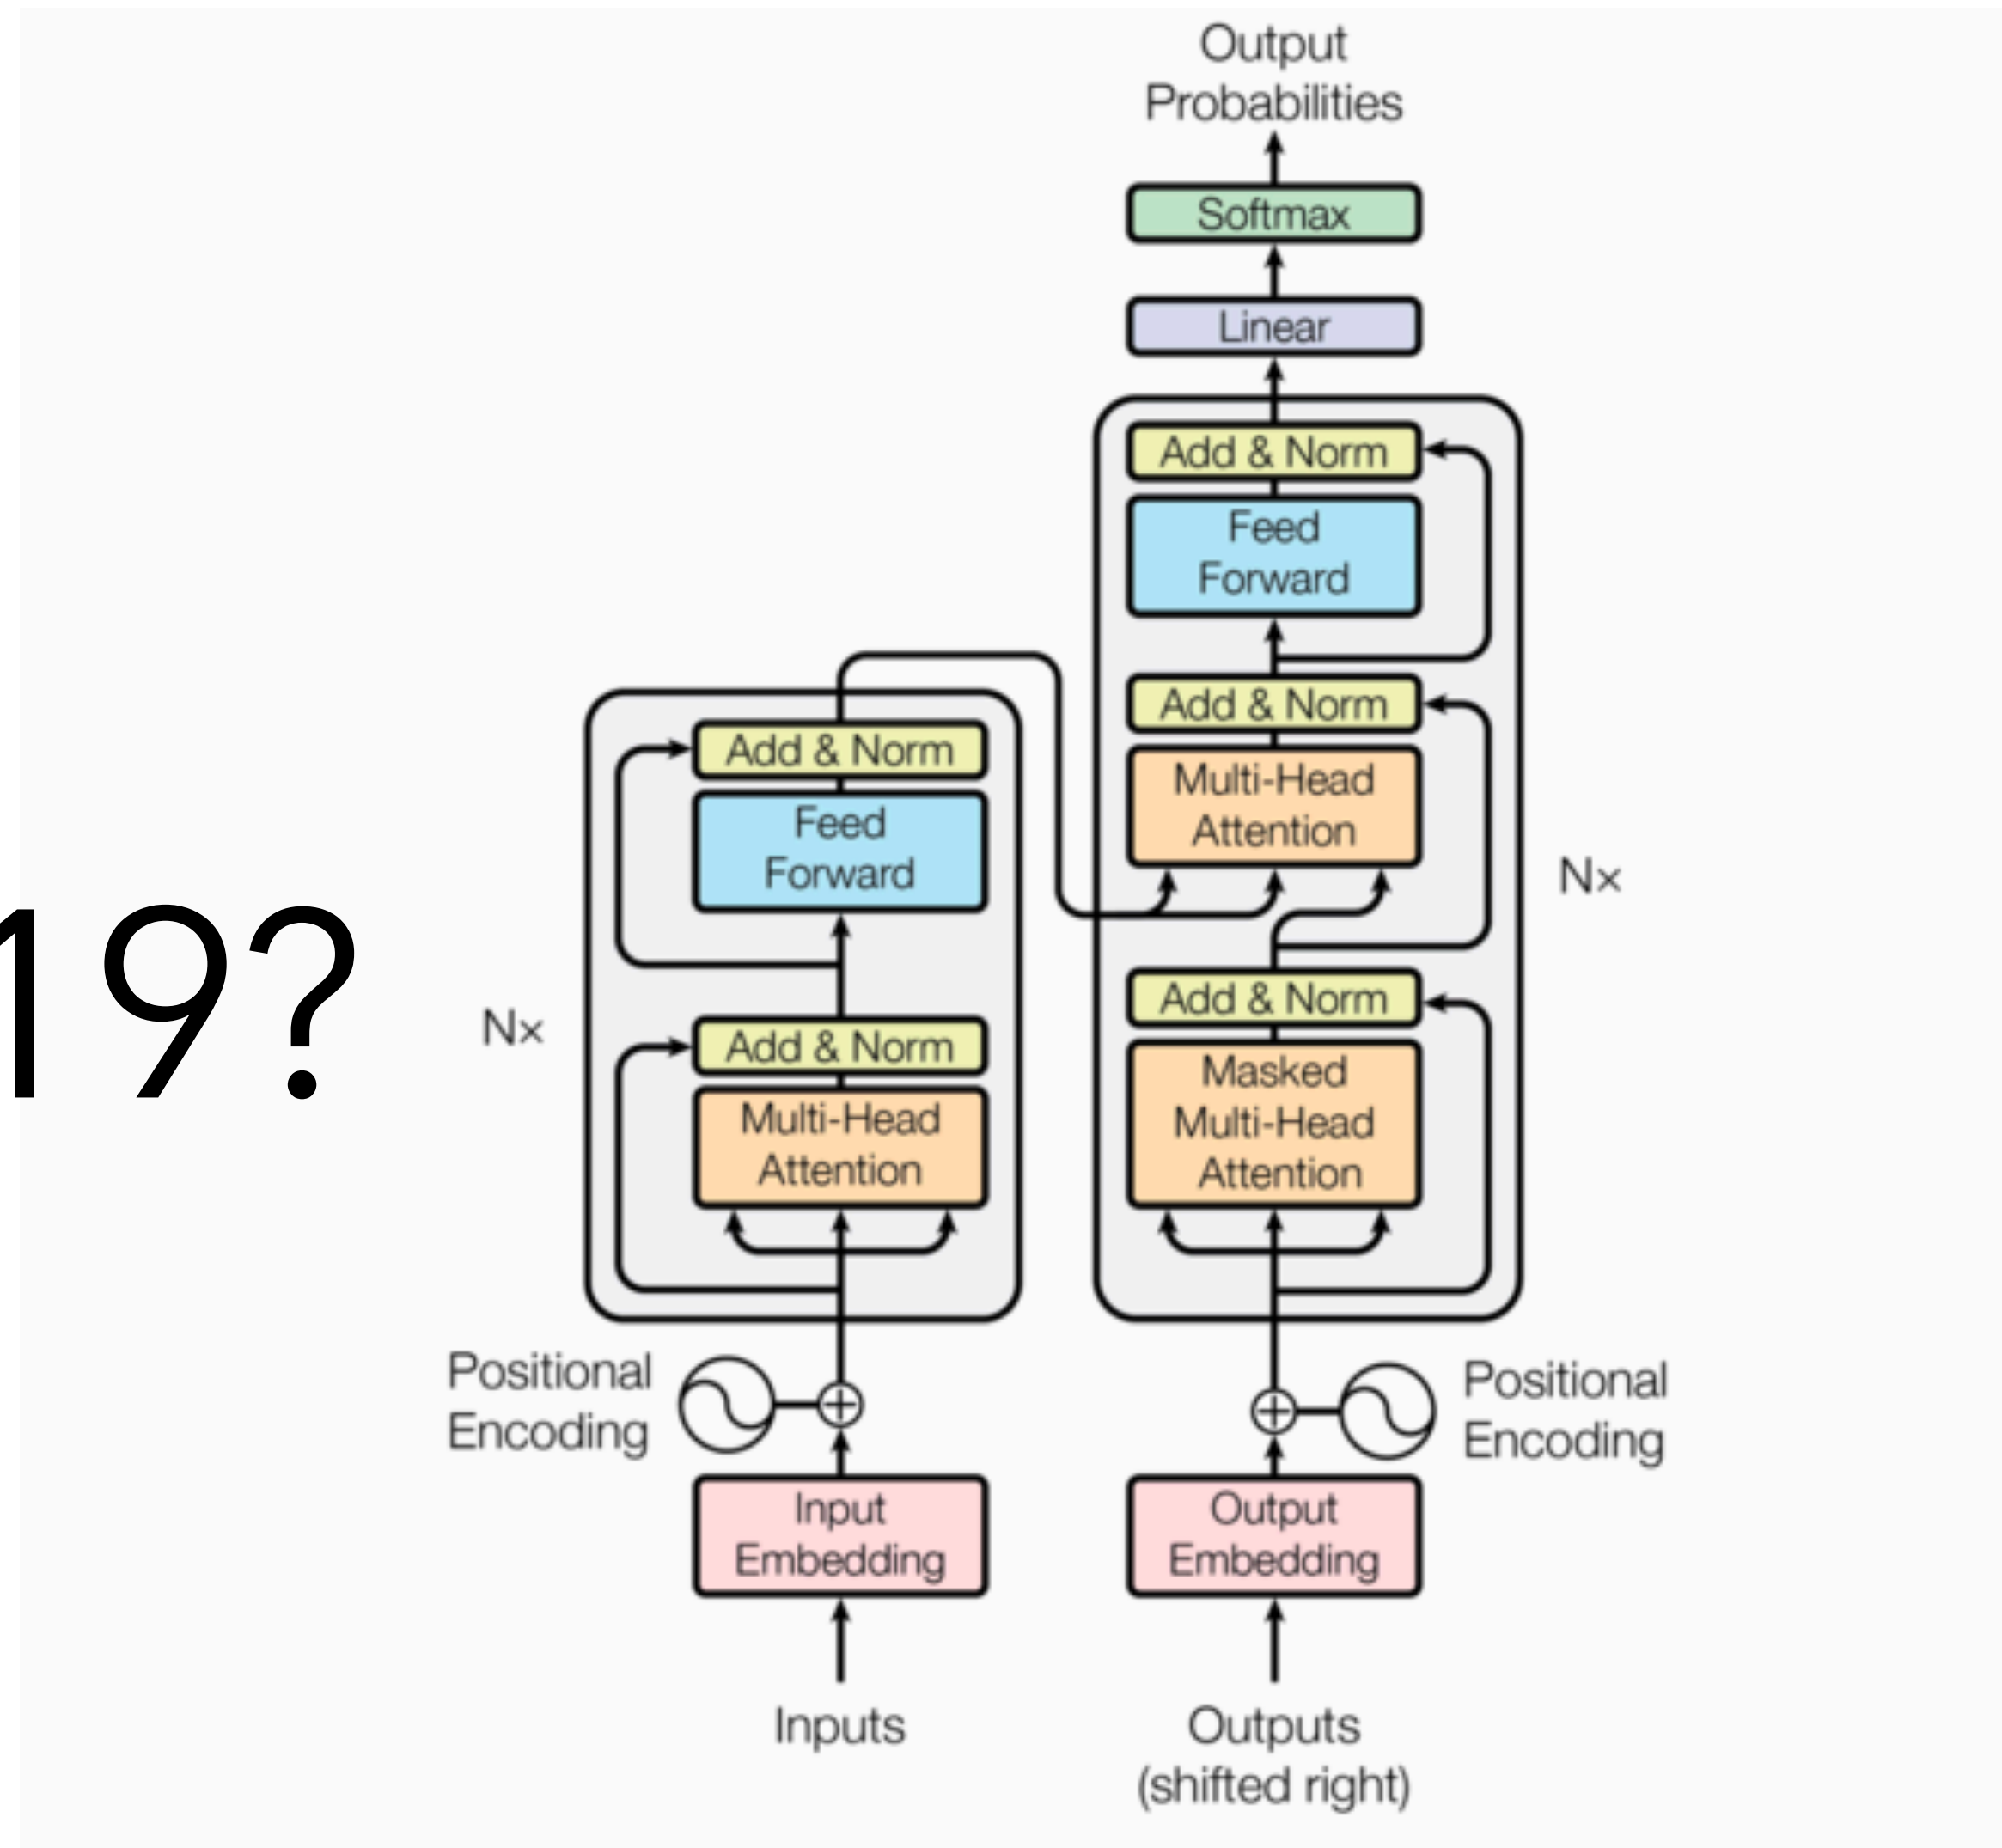 19?
Output
Probabilities
Softmax
Linear
Add & Norm
Feed
Forward
Add & Norm
Multi-Head
Attention
Nx
Add & Norm
Masked
Multi-Head
Attention
Add & Norm
Feed
Forward
Nx
Add & Norm
Multi-Head
Attention
Positional
Encoding
Positional
Encoding
Input
Embedding
Output
Embedding
Inputs
Outputs
(shifted right)